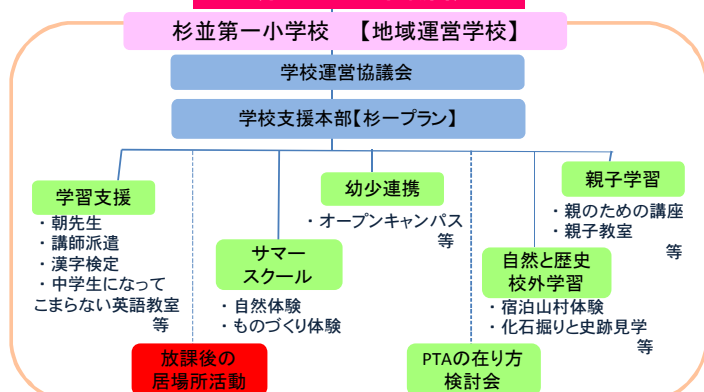 杉並第一小学校　【地域運営学校】
学校運営協議会
学校支援本部【杉一プラン】
学習支援
・朝先生
・講師派遣
・漢字検定
・中学生になって
こまらない英語教室
等
サマー
スクール
・自然体験
・ものづくり体験
幼少連携
・オープンキャンパス
等
自然と歴史
校外学習
・宿泊山村体験
・化石掘りと史跡見学
等
親子学習
・親のための講座
・親子教室
等
放課後の
居場所活動
PTAの在り方
検討会